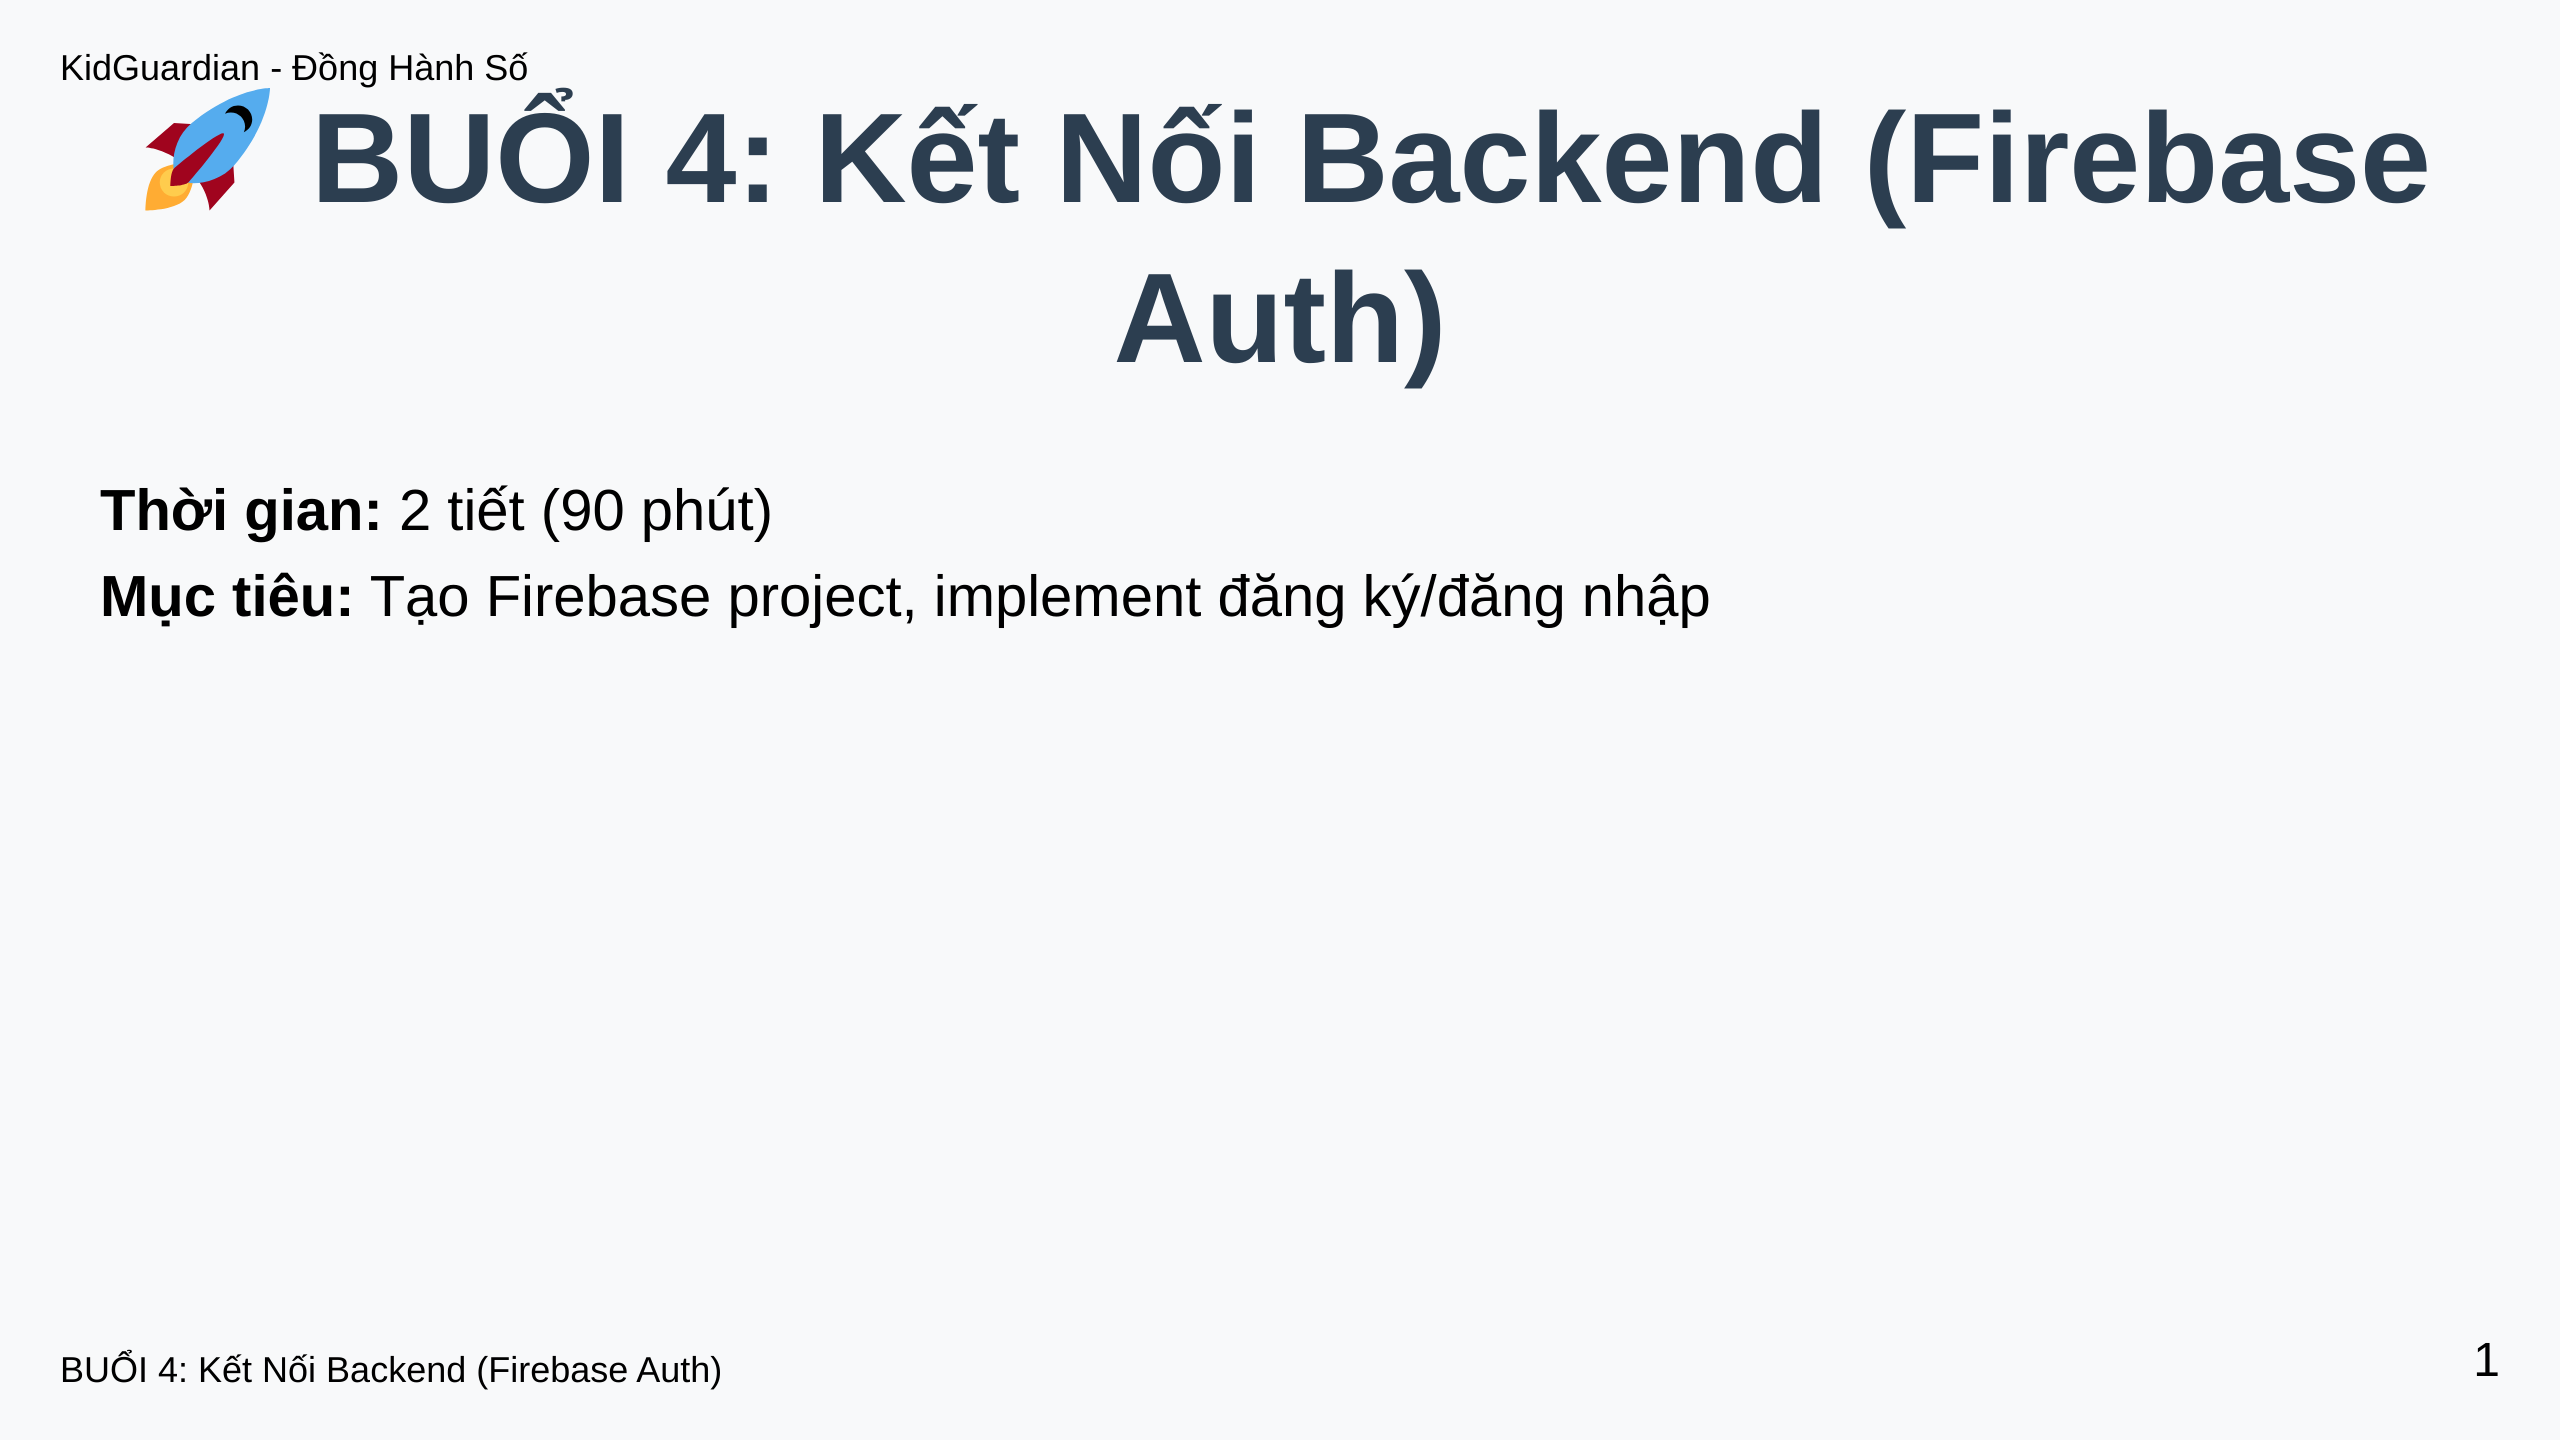 KidGuardian - Đồng Hành Số
🚀 BUỔI 4: Kết Nối Backend (Firebase
Auth)
Thời gian: 2 tiết (90 phút)
Mục tiêu: Tạo Firebase project, implement đăng ký/đăng nhập
BUỔI 4: Kết Nối Backend (Firebase Auth)
1